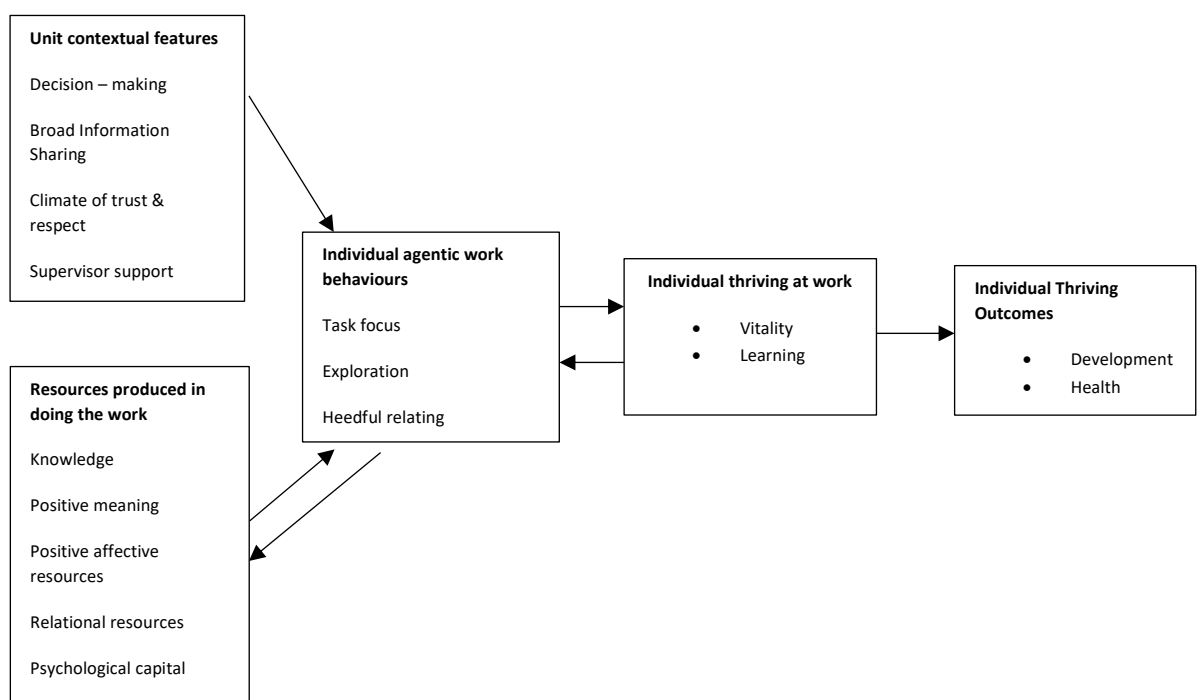 Unit contextual features
Decision – making
Broad Information
Sharing
Climate of trust &
respect
Supervisor support
Resources produced in
doing the work
Knowledge
Positive meaning
Positive affective
resources
Relational resources
Psychological capital
Individual agentic work
behaviours
Task focus
Exploration
Heedful relating
Individual thriving at work
• Vitality
• Learning
Individual Thriving
Outcomes
• Development
• Health